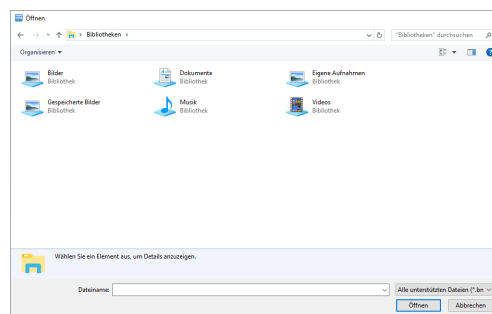 Öffnen
Bibliotheken
"Bibliotheken" durchsuchen
Organisieren
Bilder
Bibliothek
Dokumente
Bibliothek
Eigene Aufnahmen
Bibliothek
Gespeicherte Bilder
Bibliothek
Musik
Bibliothek
Videos
Bibliothek
Wählen Sie ein Element aus, um Details anzuzeigen.
Dateiname:
Alle unterstützten Dateien (*.bn
Öffnen
Abbrechen